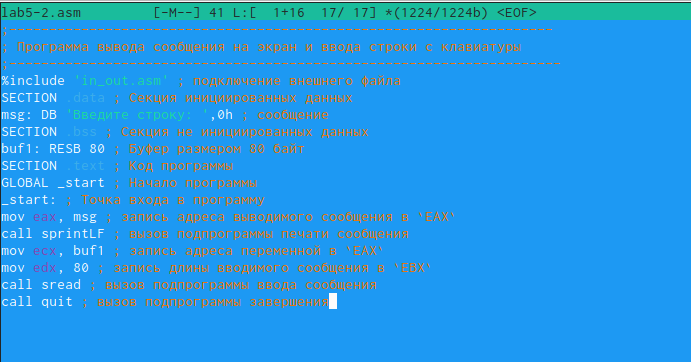 lab5-2.asm [-M--] 41 L:[ 1+16 17/ 17] *(1224/1224b) <EOF>
;---------------------------------------------------------------
; Программа вывода сообщения на экран и ввода строки с клавиатуры
;----------------------------------------------------------------
%include 'in_out.asm' ; подключение внешнего файла
SECTION .data ; Секция инициированных данных
msg: DB 'Введите строку: ',0h ; сообщение
SECTION .bss ; Секция не инициированных данных
buf1: RESB 80 ; Буфер размером 80 байт
SECTION .text ; Код программы
GLOBAL _start ; Начало программы
_start: ; Точка входа в программу
mov eax, msg ; запись адреса выводимого сообщения в `EAX`
call sprintLF ; вызов подпрограммы печати сообщения
mov ecx, buf1 ; запись адреса переменной в `EAX`
mov edx, 80 ; запись длины вводимого сообщения в `EBX`
call sread ; вызов подпрограммы ввода сообщения
call quit ; вызов подпрограммы завершения